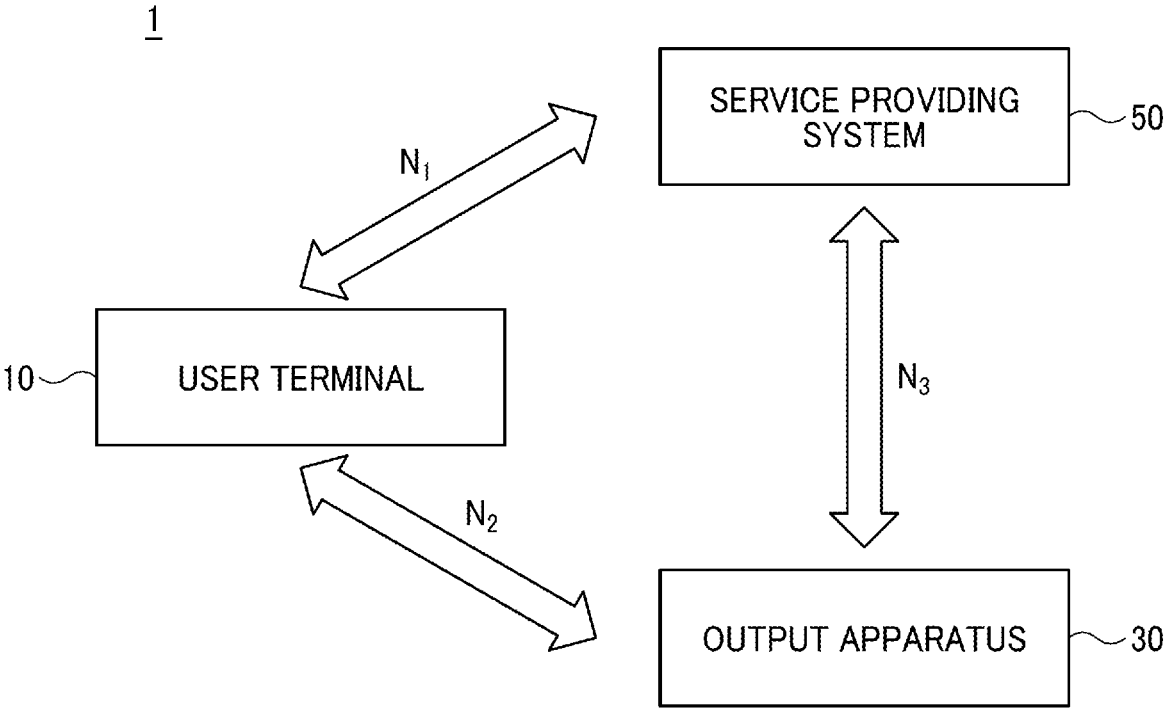 1
SERVICE PROVIDING
SYSTEM
50
N₁
USER TERMINAL
10
N₃
N₂
OUTPUT APPARATUS
30